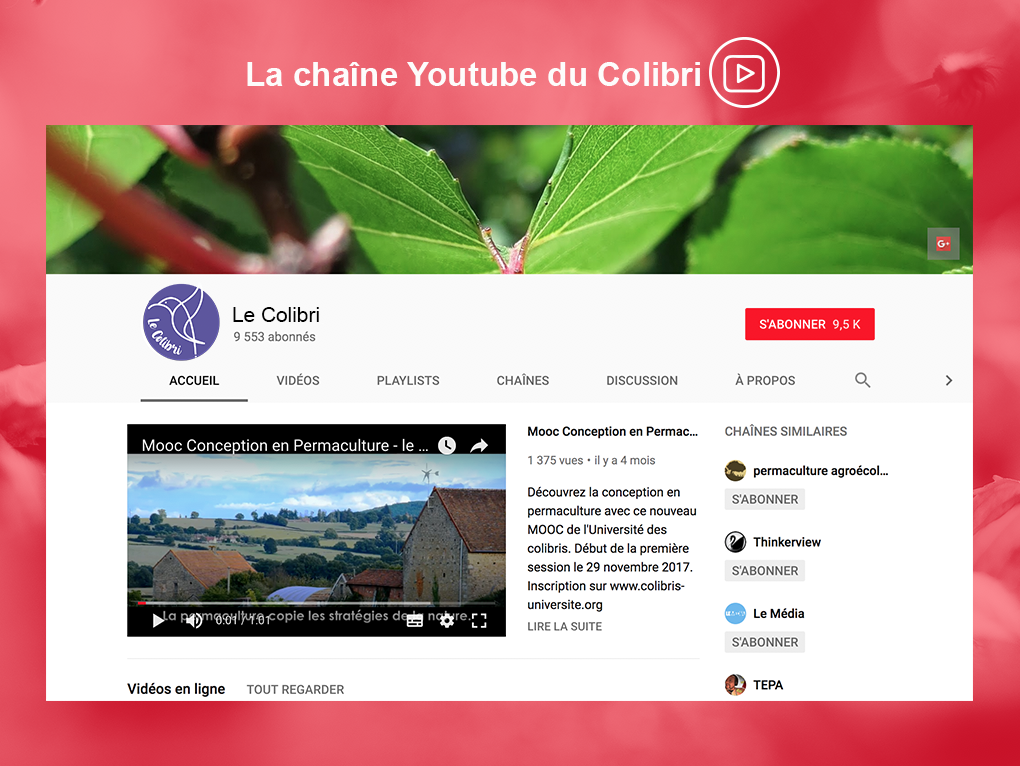 La chaîne Youtube du Colibri
G+
Le Colibri
Le Colibri
9 553 abonnés
S'ABONNER 9,5 K
ACCUEIL
VIDÉOS
PLAYLISTS
CHAÎNES
DISCUSSION
À PROPOS
Mooc Conception en Permaculture - le ...
La permaculture copie les stratégies de la nature.
0:01 / 1:01
Mooc Conception en Permac...
1 375 vues • il y a 4 mois
Découvrez la conception en
permaculture avec ce nouveau
MOOC de l'Université des
colibris. Début de la première
session le 29 novembre 2017.
Inscription sur www.colibris-
universite.org
LIRE LA SUITE
CHAÎNES SIMILAIRES
permaculture agroécol...
S'ABONNER
Thinkerview
S'ABONNER
Le Média
S'ABONNER
TEPA
Vidéos en ligne
TOUT REGARDER